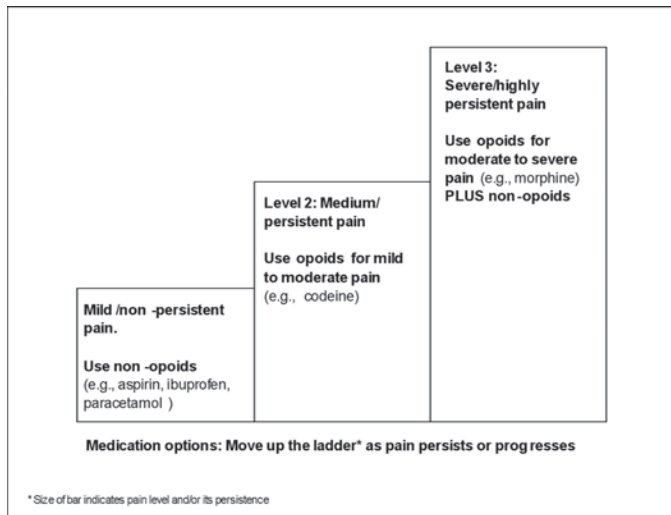 Mild /non -persistent
pain.
Use non -opoids
(e.g., aspirin, ibuprofen,
paracetamol )
Level 2: Medium/
persistent pain
Use opioids for mild
to moderate pain
(e.g., codeine)
Level 3:
Severe/highly
persistent pain
Use opoids for
moderate to severe
pain (e.g., morphine)
PLUS non-opoids
Medication options: Move up the ladder* as pain persists or progresses
* Size of bar indicates pain level and/or its persistence